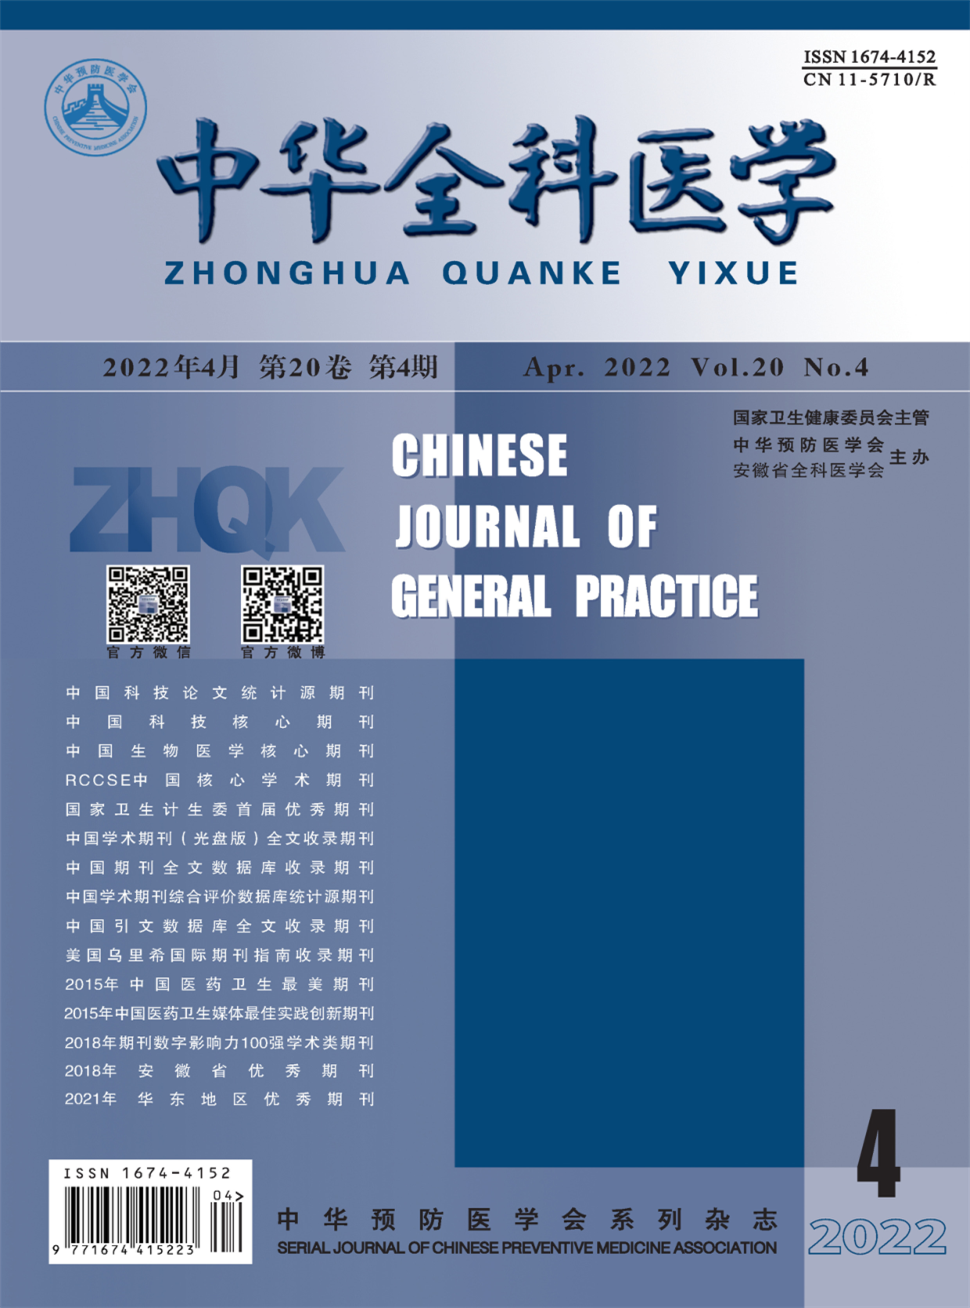 ISSN 1674-4152
CN 11-5710/R
中华预防医学会
CHINESE PREVENTIVE MEDICINE ASSOCIATION
中华全科医学
ZHONGHUA QUANKE YIXUE
2022年4月 第20卷 第4期 Apr. 2022 Vol.20 No.4
国家卫生健康委员会主管
中华预防医学会
安徽省全科医学会
主办
ZHQK
CHINESE
JOURNAL OF
GENERAL PRACTICE
官方微信 官方微博
中国科技论文统计源期刊
中国科技核心期刊
中国生物医学核心期刊
RCCSE中国核心学术期刊
国家卫生计生委首届优秀期刊
中国学术期刊(光盘版)全文收录期刊
中国期刊全文数据库收录期刊
中国学术期刊综合评价数据库统计源期刊
中国引文数据库全文收录期刊
美国乌里希国际期刊指南收录期刊
2015年中国医药卫生最美期刊
2015年中国医药卫生媒体最佳实践创新期刊
2018年期刊数字影响力100强学术类期刊
2018年安徽省优秀期刊
2021年华东地区优秀期刊
ISSN 1674-4152
04>
9 771674 415223
中华预防医学会系列杂志
SERIAL JOURNAL OF CHINESE PREVENTIVE MEDICINE ASSOCIATION
4
2022